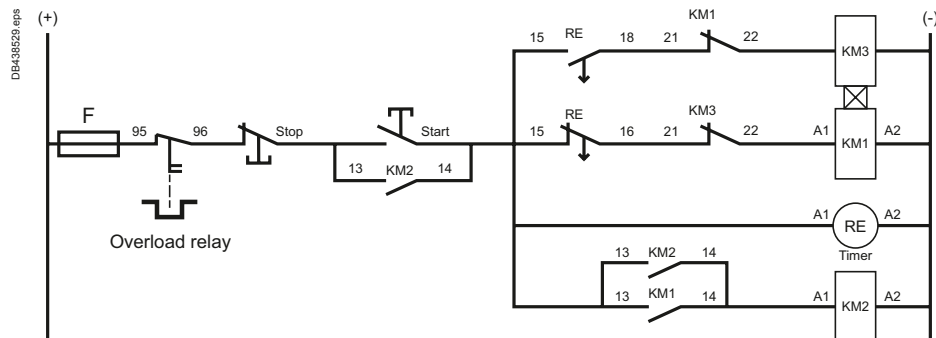 DB438529.eps
(+) (-)
KM1
15 RE 18 21 22
KM3
F
95 96 Stop Start
15 RE 16 21 KM3 22 A1 KM1 A2
13 KM2 14
Overload relay
A1 RE A2
Timer
13 KM2 14
13 KM1 14 A1 KM2 A2